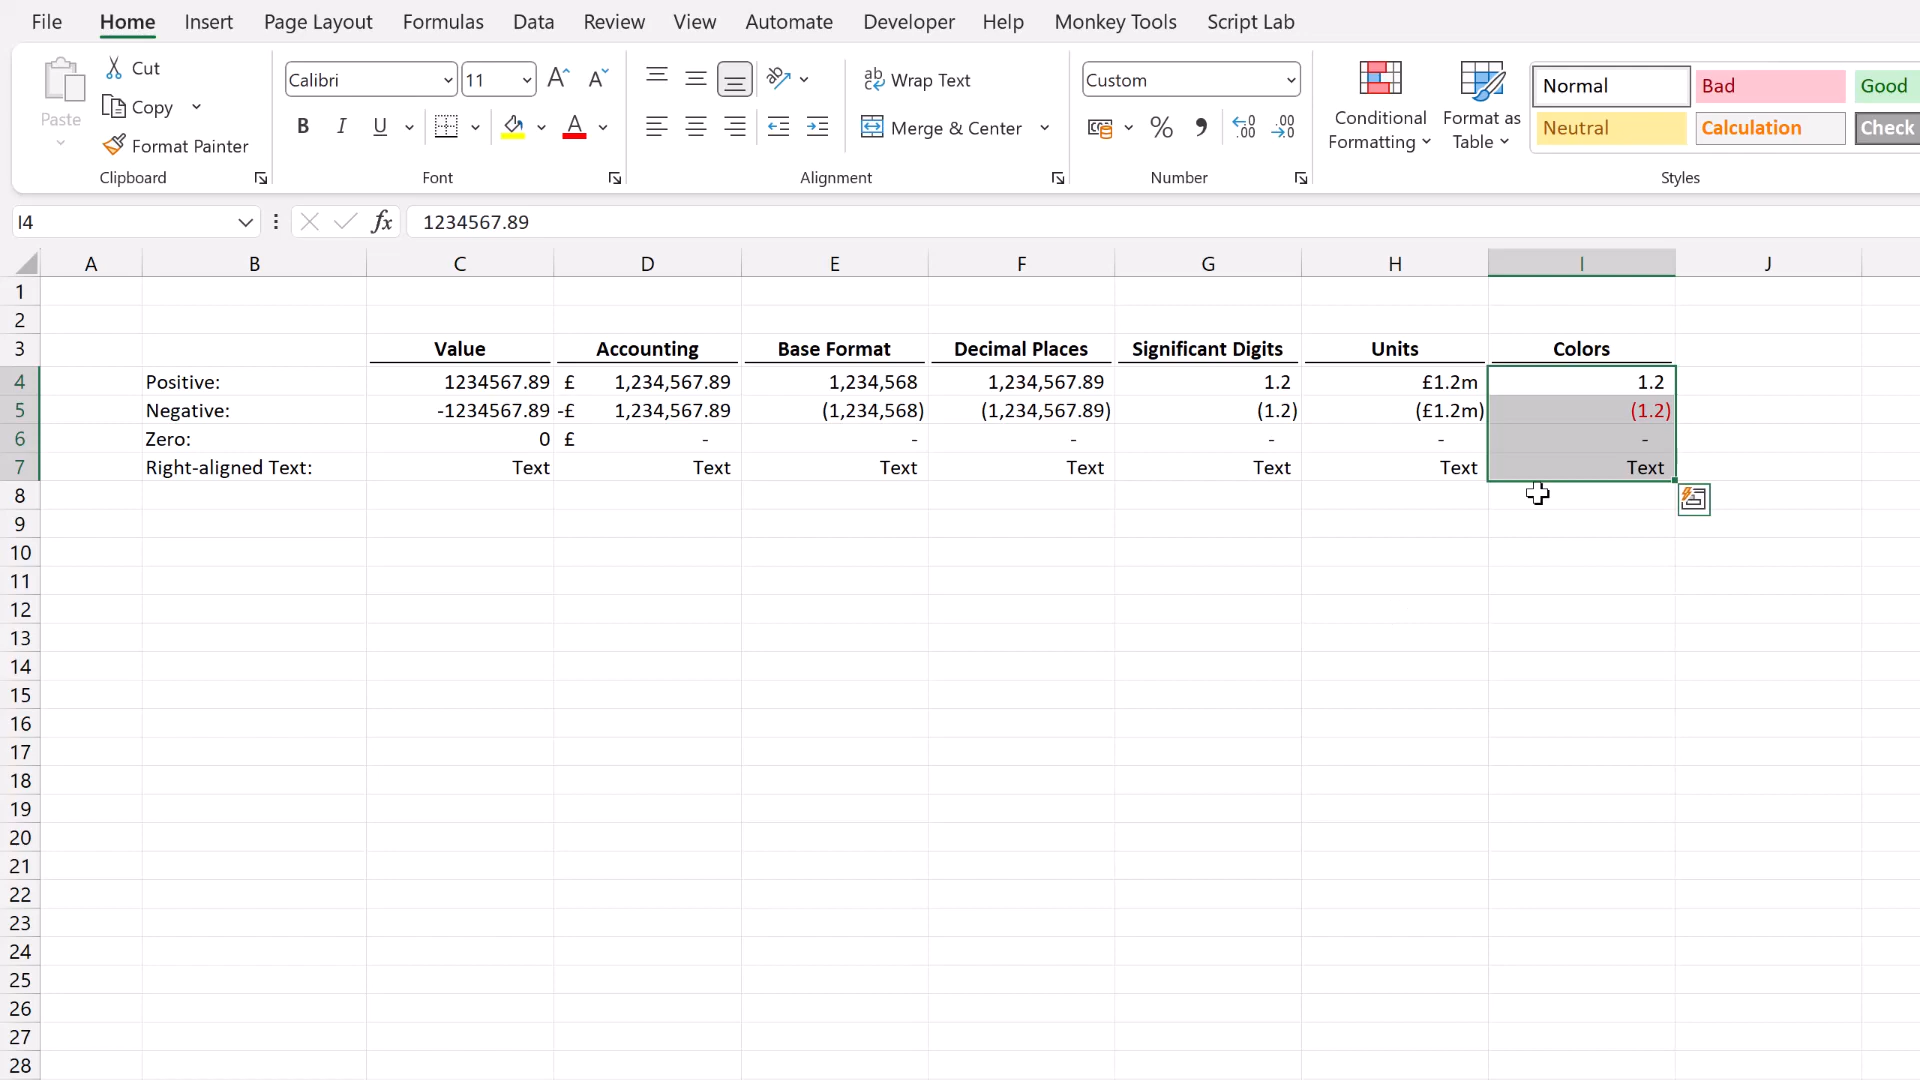 File Home Insert Page Layout Formulas Data Review View Automate Developer Help Monkey Tools Script Lab
Paste
Cut
Copy
Format Painter
Clipboard
Calibri 11
B I U A
Font
Wrap Text
Merge & Center
Alignment
Custom
%
Number
Conditional Formatting
Format as Table
Normal Bad Good
Neutral Calculation Check
Styles
I4 fx 1234567.89
A B C D E F G H I J
1
2
3 Value Accounting Base Format Decimal Places Significant Digits Units Colors
4 Positive: 1234567.89 £ 1,234,567.89 1,234,568 1,234,567.89 1.2 £1.2m 1.2
5 Negative: -1234567.89 -£ 1,234,567.89 (1,234,568) (1,234,567.89) (1.2) (£1.2m) (1.2)
6 Zero: 0 £ - - - - - -
7 Right-aligned Text: Text Text Text Text Text Text Text
8
9
10
11
12
13
14
15
16
17
18
19
20
21
22
23
24
25
26
27
28